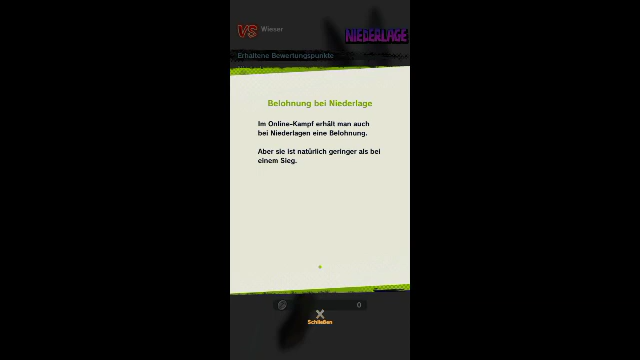 VS Wieser
NIEDERLAGE
Erhaltene Bewertungspunkte
Belohnung bei Niederlage
Im Online-Kampf erhält man auch
bei Niederlagen eine Belohnung.
Aber sie ist natürlich geringer als bei
einem Sieg.
0
Schließen